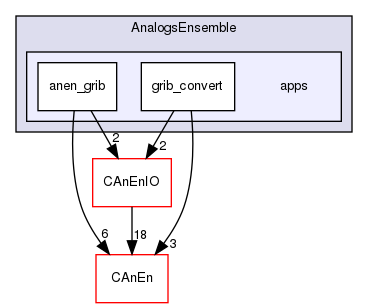 AnalogsEnsemble
anen_grib
grib_convert
apps
2
2
CAnEnIO
6
18
3
CAnEn